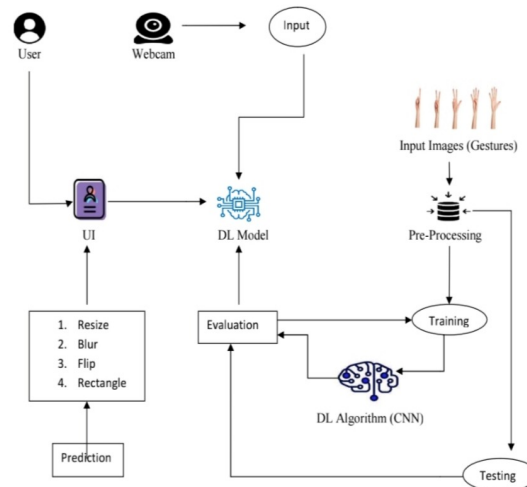 Input
User
Webcam
Input Images (Gestures)
UI
DL Model
Pre-Processing
1. Resize
2. Blur
3. Flip
4. Rectangle
Evaluation
Training
DL Algorithm (CNN)
Prediction
Testing